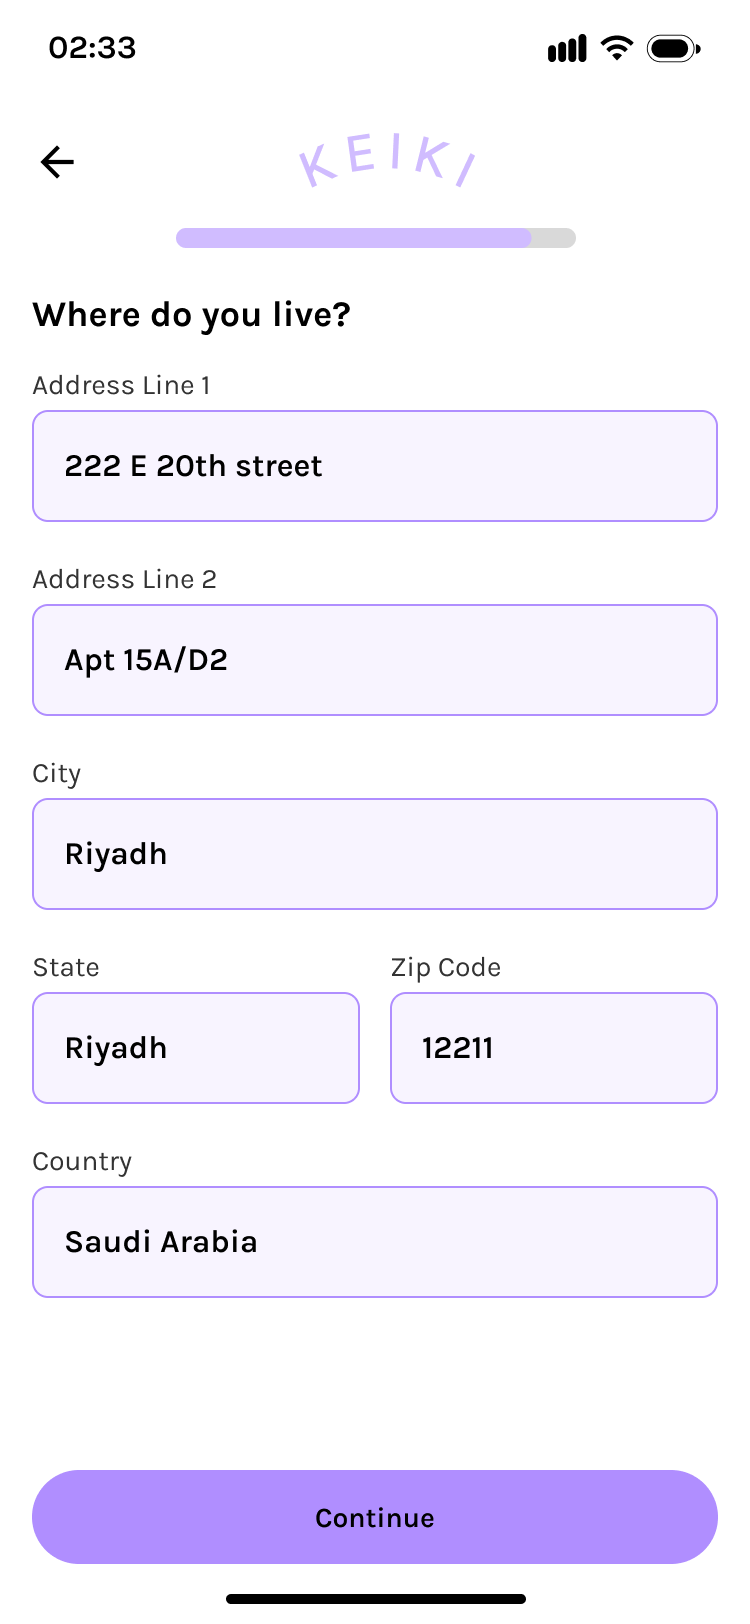 02:33
KEIKI
Where do you live?
Address Line 1
222 E 20th street
Address Line 2
Apt 15A/D2
City
Riyadh
State
Zip Code
Riyadh
12211
Country
Saudi Arabia
Continue